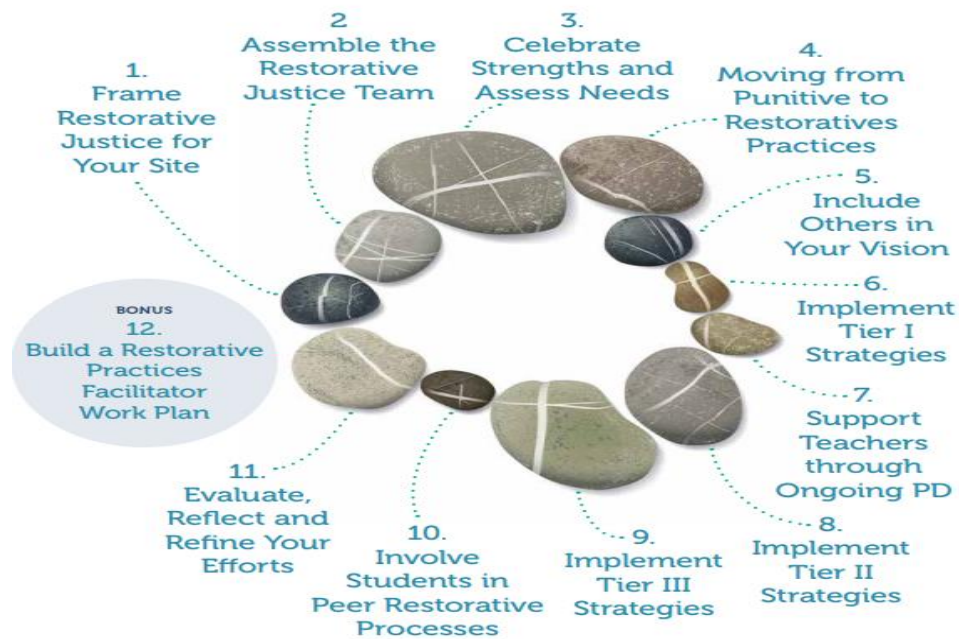 1.
Frame
Restorative
Justice for
Your Site
2
Assemble the
Restorative
Justice Team
3.
Celebrate
Strengths and
Assess Needs
4.
Moving from
Punitive to
Restoratives
Practices
5.
Include
Others in
Your Vision
6.
Implement
Tier I
Strategies
7.
Support
Teachers
through
Ongoing PD
8.
Implement
Tier II
Strategies
9.
Implement
Tier III
Strategies
10.
Involve
Students in
Peer Restorative
Processes
11.
Evaluate,
Reflect and
Refine Your
Efforts
BONUS
12.
Build a Restorative
Practices
Facilitator
Work Plan